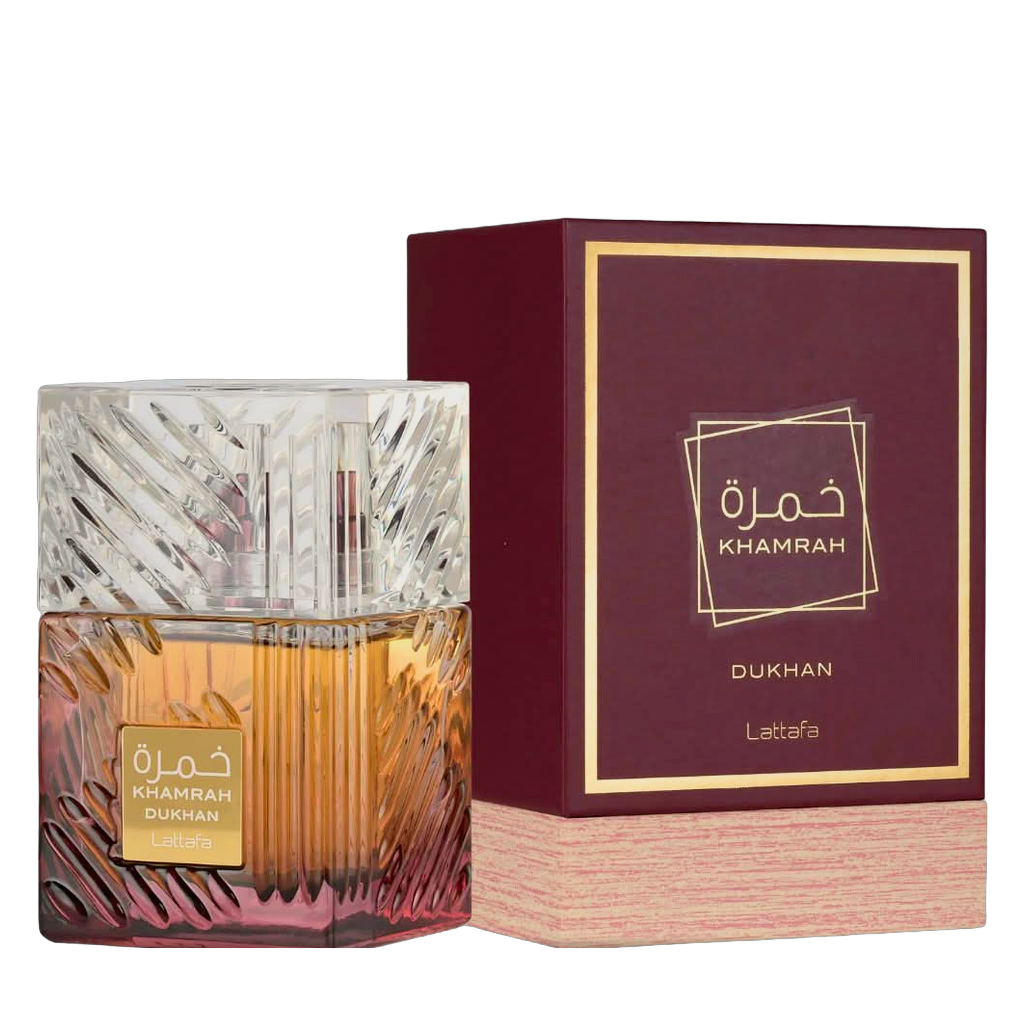 خمرة
KHAMRAH
DUKHAN
Lattafa
خمرة
KHAMRAH
DUKHAN
Lattafa